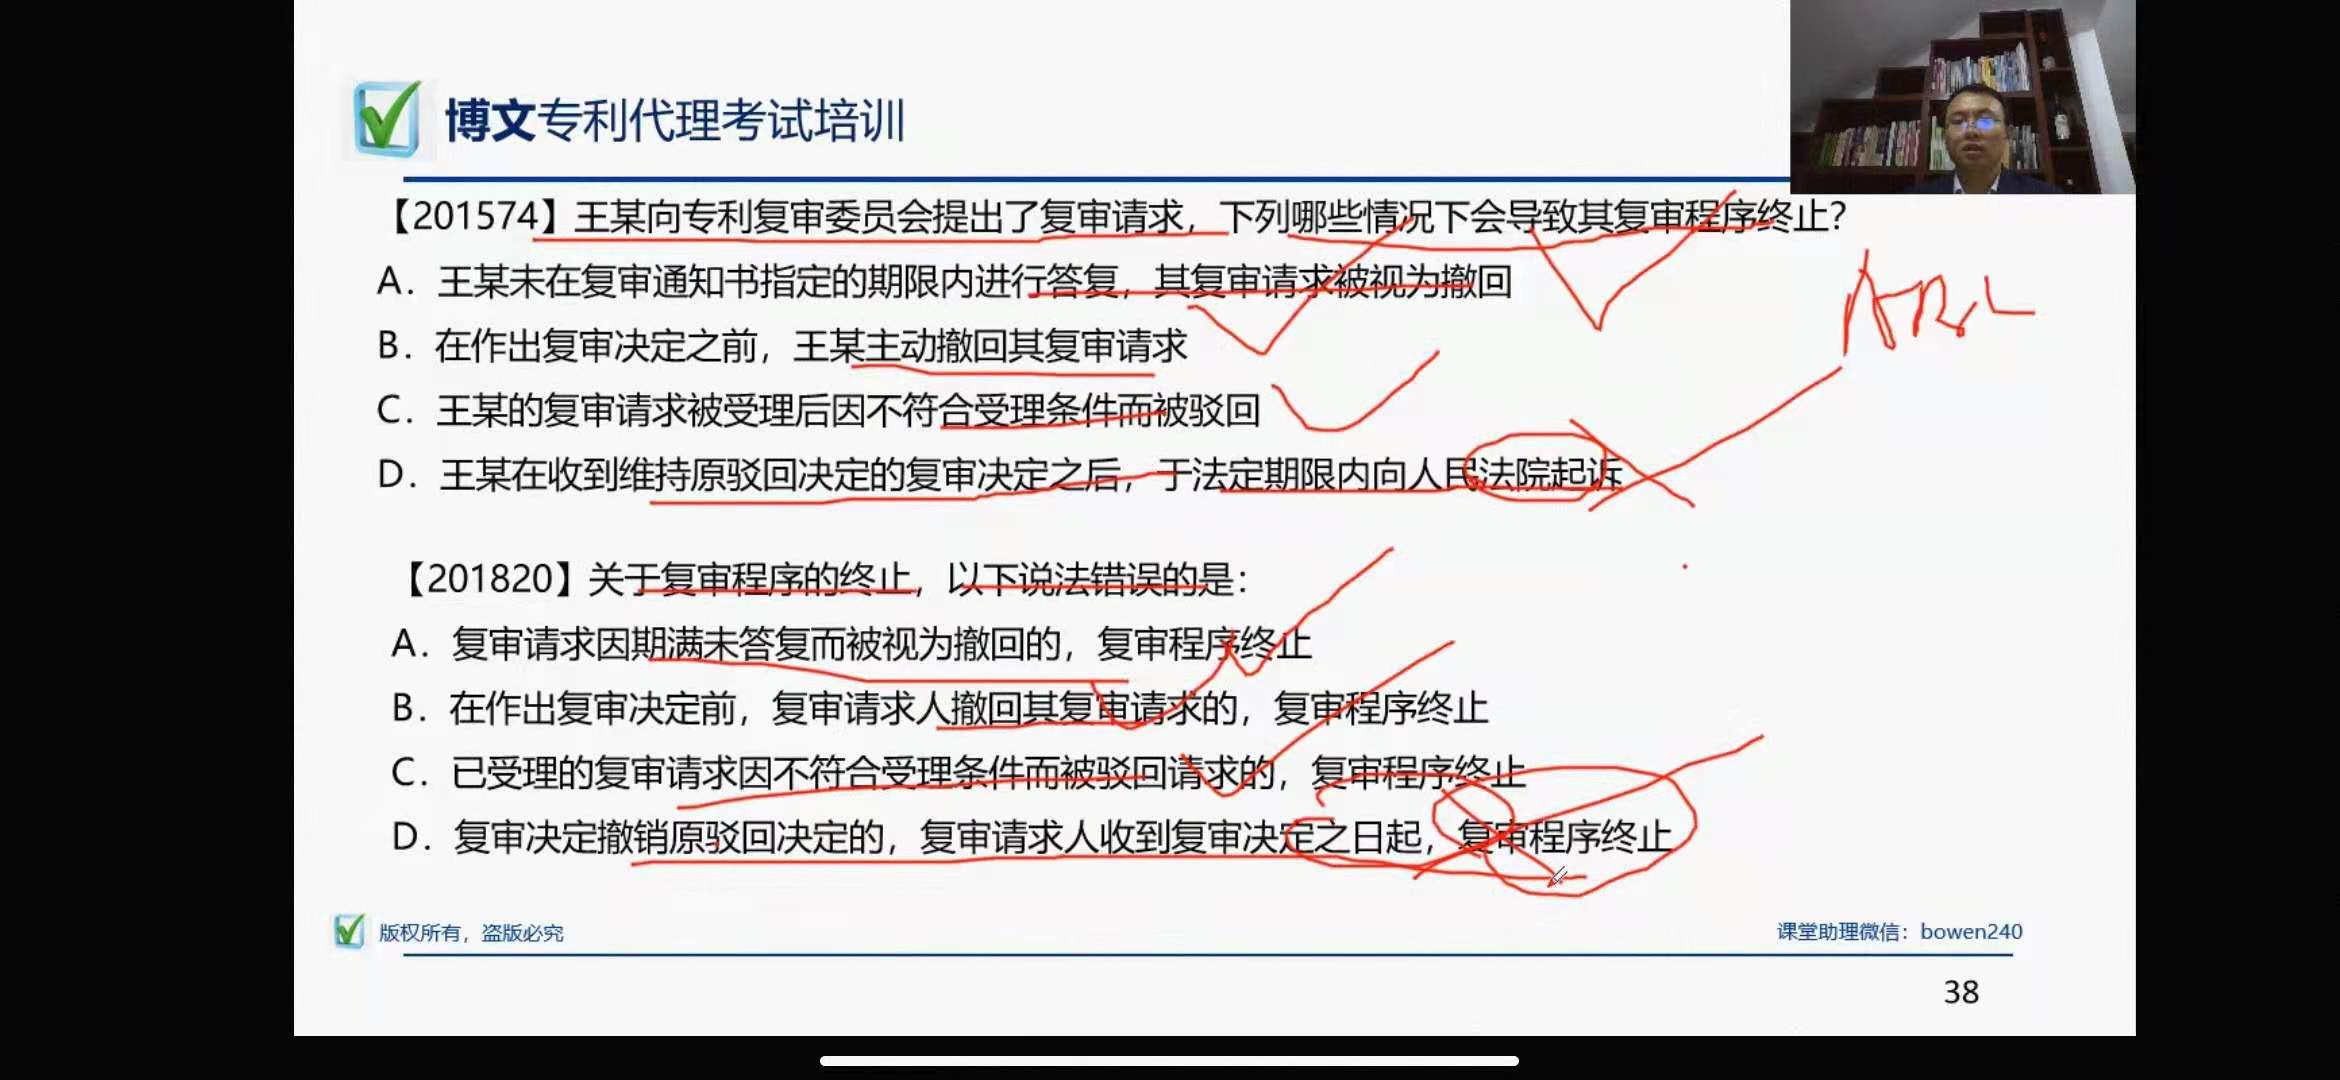 博文专利代理考试培训
【201574】王某向专利复审委员会提出了复审请求，下列哪些情况下会导致其复审程序终止？
A．王某未在复审通知书指定的期限内进行答复，其复审请求被视为撤回
B．在作出复审决定之前，王某主动撤回其复审请求
C．王某的复审请求被受理后因不符合受理条件而被驳回
D．王某在收到维持原驳回决定的复审决定之后，于法定期限内向人民法院起诉
【201820】关于复审程序的终止，以下说法错误的是：
A．复审请求因期满未答复而被视为撤回的，复审程序终止
B．在作出复审决定前，复审请求人撤回其复审请求的，复审程序终止
C．已受理的复审请求因不符合受理条件而被驳回请求的，复审程序终止
D．复审决定撤销原驳回决定的，复审请求人收到复审决定之日起，复审程序终止
版权所有，盗版必究
课堂助理微信：bowen240
38